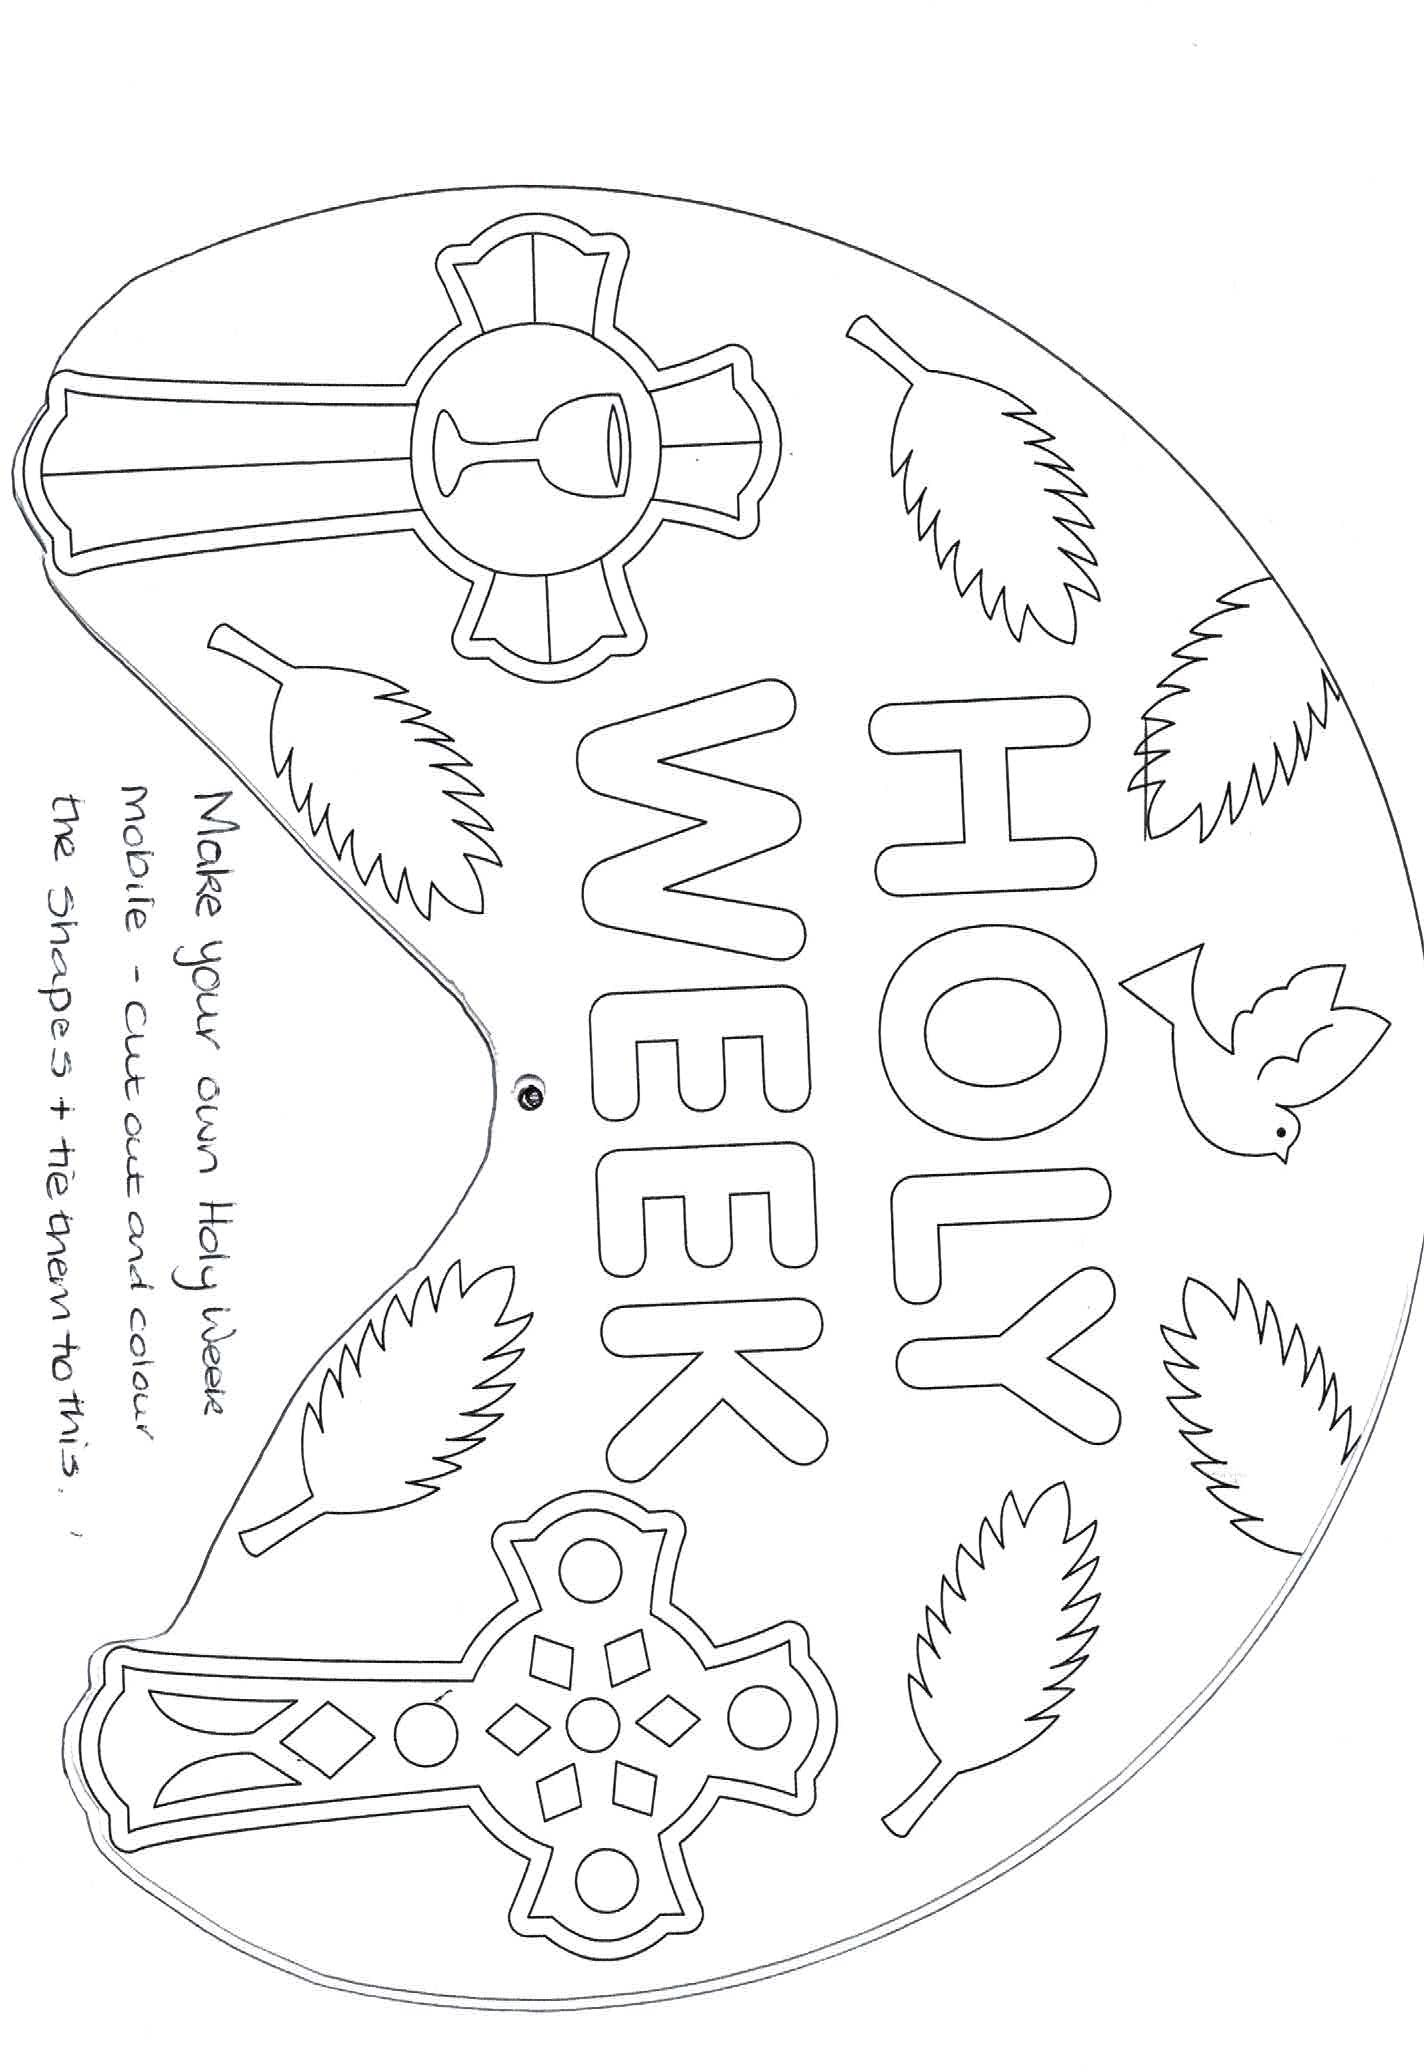 HOLY
WEEK
Make your own Holy Week
Mobile - cut out and colour
the shapes + tie them to this.